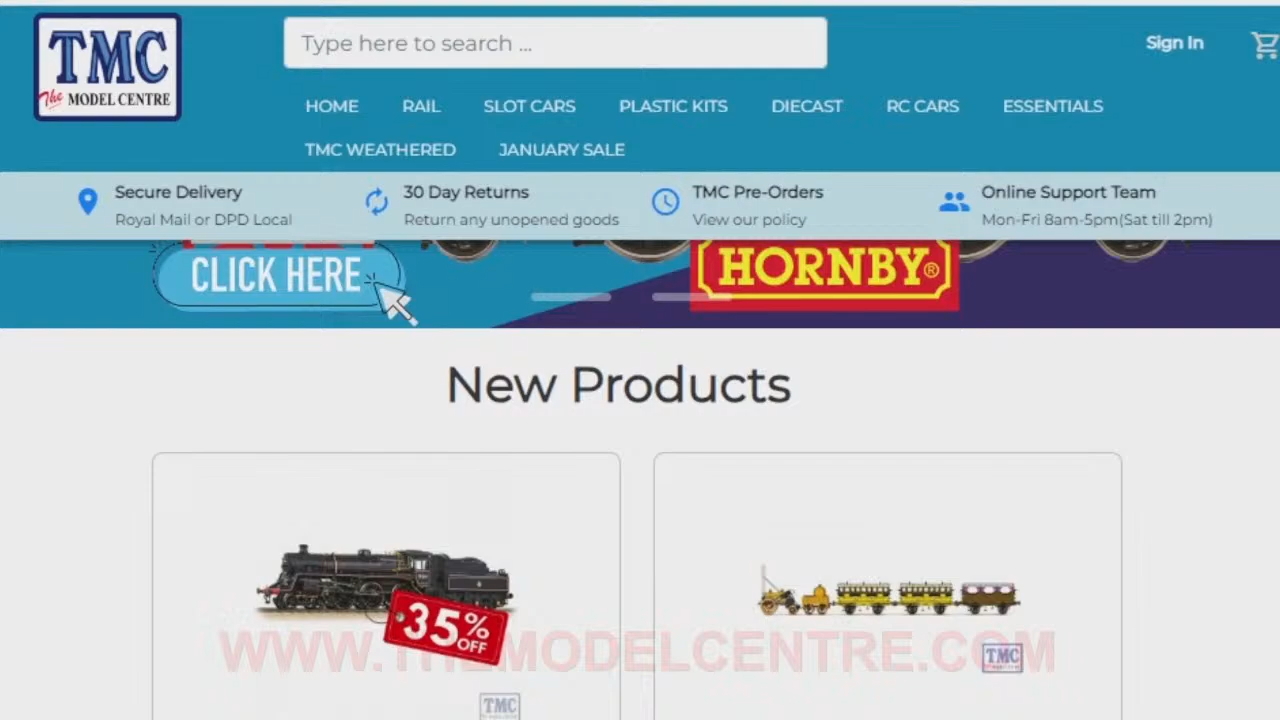 TMC
The MODEL CENTRE
Type here to search ...
Sign In
HOME RAIL SLOT CARS PLASTIC KITS DIECAST RC CARS ESSENTIALS
TMC WEATHERED JANUARY SALE
Secure Delivery
Royal Mail or DPD Local
30 Day Returns
Return any unopened goods
TMC Pre-Orders
View our policy
Online Support Team
Mon-Fri 8am-5pm(Sat till 2pm)
CLICK HERE
HORNBY®
New Products
35%
OFF
WWW.THEMODELCENTRE.COM
TMC
TMC